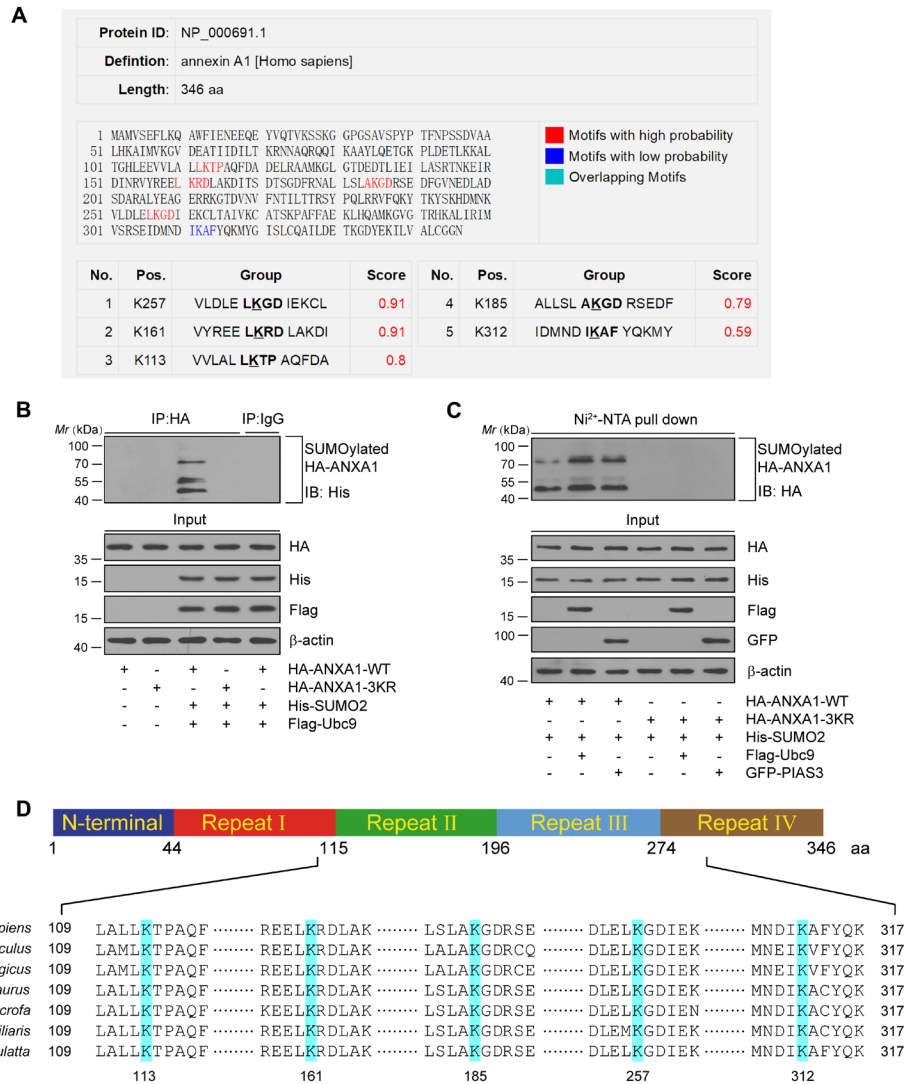 A
Protein ID: NP_000691.1
Defintion: annexin A1 [Homo sapiens]
Length: 346 aa
1 MAMVSEFLKQ AWFIENEEQE YVQTVKSSKG GPGSAVSPYP TFNPSSDVAA
51 LHKAIMVKGV DEATIIDILT KRNNAQRQQI KAAYLQETGK PLDETLKKAL
101 TGHLEEVVLA LLKTPAQFDA DELRAAMKGL GTDEDTLIEI LASRTNKEIR
151 DINRVYREEL KRDLAKDITS DTSGDFRNAL LSLAKGDRSE DFGVNEDLAD
201 SDARALYEAG ERRKGTDVNV FNTILTTRSY PQLRRVFQKY TKYSKHDMNK
251 VLDLELKGDI EKCLTAIVKC ATSKPAFFAE KLHQAMKGVG TRHKALIRIM
301 VSRSEIDMND IKAFYQKMYG ISLCQAILDE TKGDYEKILV ALCGGN
Motifs with high probability
Motifs with low probability
Overlapping Motifs
No. Pos. Group Score
1 K257 VLDLE LKGD IEKCL 0.91
2 K161 VYREE LKRD LAKDI 0.91
3 K113 VVLAL LKTP AQFDA 0.8
No. Pos. Group Score
4 K185 ALLSL AKGD RSEDF 0.79
5 K312 IDMND IKAF YQKMY 0.59
B
IP:HA IP:IgG
Mr (kDa)
100
70
55
40
SUMOylated
HA-ANXA1
IB: His
Input
35 HA
15 His
15 Flag
40 β-actin
+ - + - + HA-ANXA1-WT
- + - + - HA-ANXA1-3KR
- - + + + His-SUMO2
- - + + + Flag-Ubc9
C
Ni²⁺-NTA pull down
Mr (kDa)
100
70
55
40
SUMOylated
HA-ANXA1
IB: HA
Input
35 HA
15 His
15 Flag
100 GFP
40 β-actin
+ + + - - - HA-ANXA1-WT
- - - + + + HA-ANXA1-3KR
+ + + + + + His-SUMO2
- + - - + - Flag-Ubc9
- - + - - + GFP-PIAS3
D
N-terminal Repeat I Repeat II Repeat III Repeat IV
1 44 115 196 274 346 aa
piens 109 LALLKTPAQF ········ REELKRDLAK ········ LSLAKGDRSE ········ DLELKGDIEK ········ MNDIKAFYQK 317
culus 109 LAMLKTPAQF ········ REELKRDLAK ········ LALAKGDRCQ ········ DLELKGDIEK ········ MNEIKVFYQK 317
gicus 109 LAMLKTPAQF ········ REELKRDLAK ········ LALAKGDRCE ········ DLELKGDIEK ········ MNEIKVFYQK 317
aurus 109 LALLKTPAQF ········ REELKRDLAK ········ LSLAKGDRSE ········ DLELKGDIEK ········ MNDIKACYQK 317
crofa 109 LALLKTPAQF ········ REELKRDLAK ········ LSLAKGDRSE ········ DLELKGDIEK ········ MNDIKACYQK 317
iliaris 109 LALLKTPAQF ········ REELKRDLAK ········ LSLAKGDRSE ········ DLEMKGDIEK ········ MNDIKACYQK 317
ulatta 109 LALLKTPAQF ········ REELKRDLAK ········ LSLAKGDRSE ········ DLELKGDIEK ········ MNDIKAFYQK 317
113 161 185 257 312